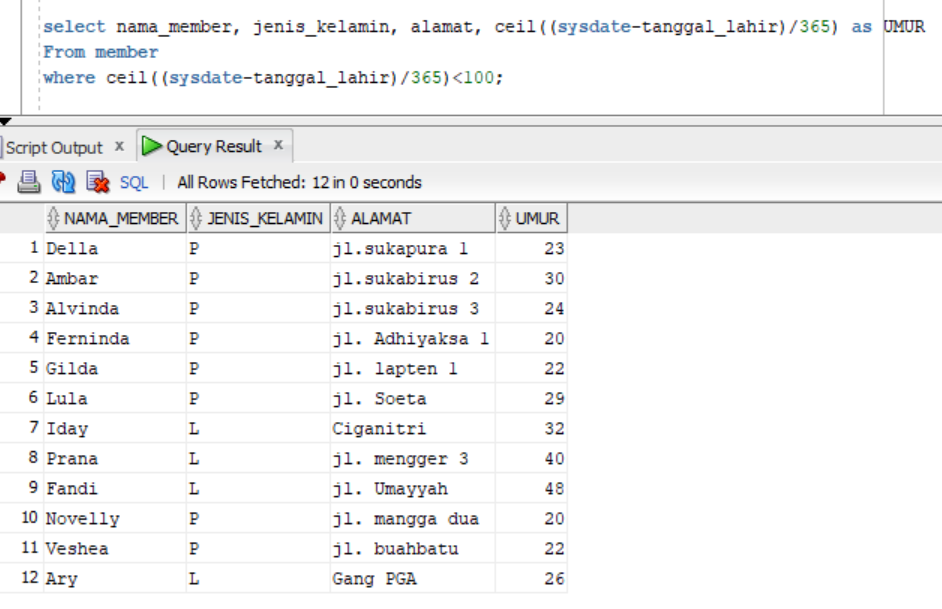 select nama_member, jenis_kelamin, alamat, ceil((sysdate-tanggal_lahir)/365) as UMUR
From member
where ceil((sysdate-tanggal_lahir)/365)<100;
Script Output x Query Result x
SQL | All Rows Fetched: 12 in 0 seconds
NAMA_MEMBER JENIS_KELAMIN ALAMAT UMUR
1 Della P jl.sukapura 1 23
2 Ambar P jl.sukabirus 2 30
3 Alvinda P jl.sukabirus 3 24
4 Ferninda P jl. Adhiyaksa 1 20
5 Gilda P jl. lapten 1 22
6 Lula P jl. Soeta 29
7 Iday L Ciganitri 32
8 Prana L jl. mengger 3 40
9 Fandi L jl. Umayyah 48
10 Novelly P jl. mangga dua 20
11 Veshea P jl. buahbatu 22
12 Ary L Gang PGA 26